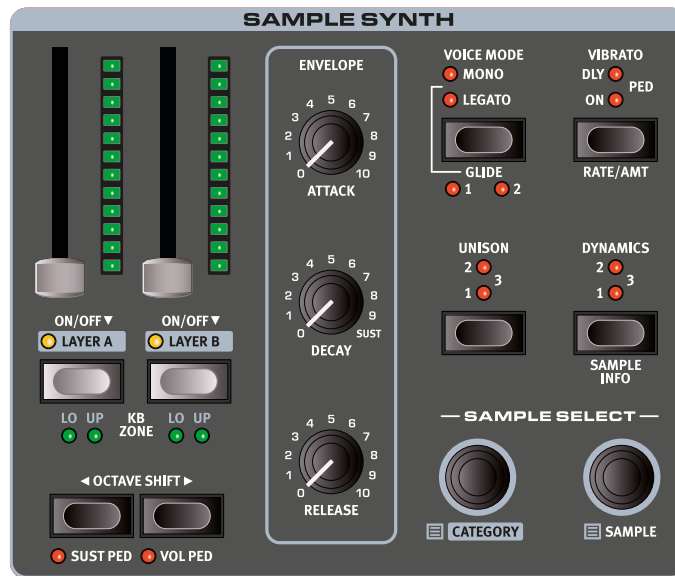 SAMPLE SYNTH
ON/OFF▼
LAYER A
LO UP
ON/OFF▼
LAYER B
LO UP
KB
ZONE
◄ OCTAVE SHIFT ►
SUST PED
VOL PED
ENVELOPE
0 1 2 3 4 5 6 7 8 9 10
ATTACK
0 1 2 3 4 5 6 7 8 9 SUST
DECAY
0 1 2 3 4 5 6 7 8 9 10
RELEASE
VOICE MODE
MONO
LEGATO
GLIDE
1 2
VIBRATO
DLY
PED
ON
RATE/AMT
UNISON
2
3
1
DYNAMICS
2
3
1
SAMPLE
INFO
SAMPLE SELECT
CATEGORY
SAMPLE